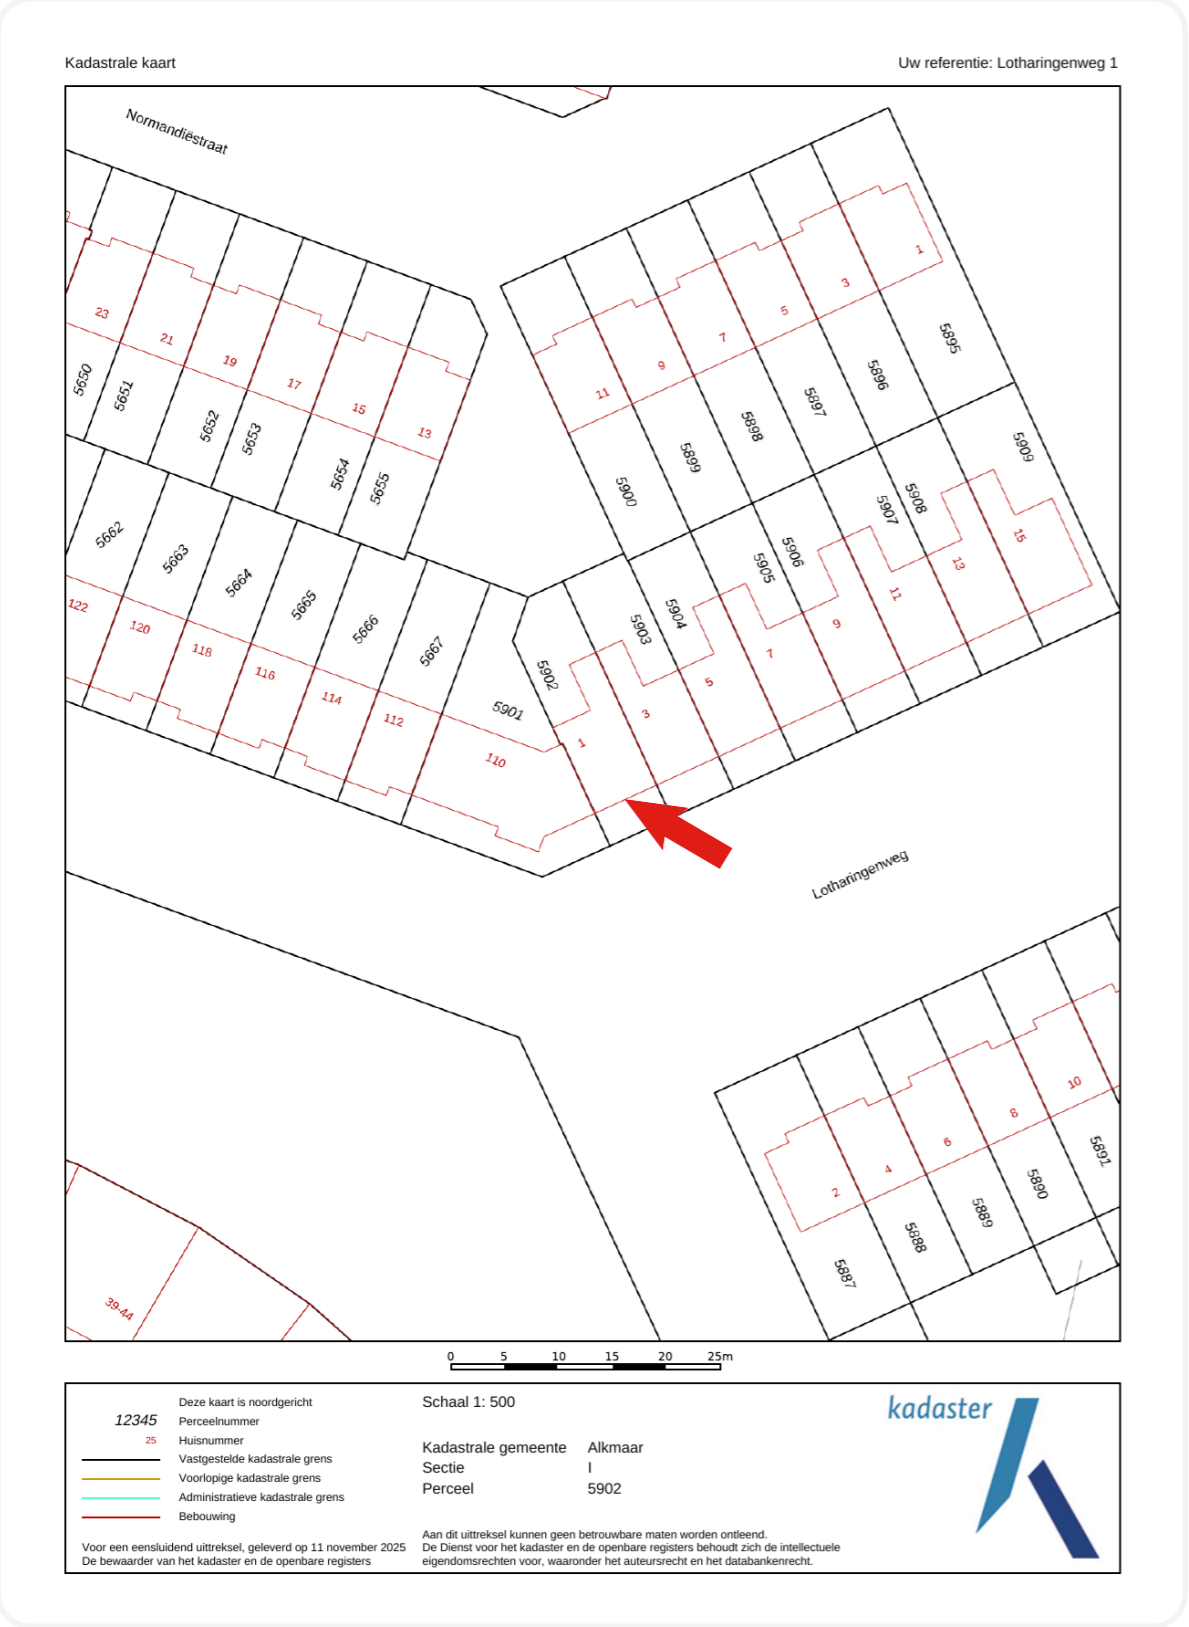 Kadastrale kaart
Uw referentie: Lotharingenweg 1
Normandiëstraat
1
3
5
7
9
11
23
21
19
17
15
13
5650
5651
5652
5653
5654
5655
5895
5896
5897
5898
5899
5900
5909
5908
5907
5906
5905
5904
5903
5902
5901
5662
5663
5664
5665
5666
5667
122
120
118
116
114
112
110
1
3
5
7
9
11
13
15
Lotharingenweg
2
4
6
8
10
5887
5888
5889
5890
5891
39-44
0 5 10 15 20 25m
Deze kaart is noordgericht
12345 Perceelnummer
25 Huisnummer
Vastgestelde kadastrale grens
Voorlopige kadastrale grens
Administratieve kadastrale grens
Bebouwing
Voor een eensluidend uittreksel, geleverd op 11 november 2025
De bewaarder van het kadaster en de openbare registers
Schaal 1: 500
Kadastrale gemeente Alkmaar
Sectie I
Perceel 5902
Aan dit uittreksel kunnen geen betrouwbare maten worden ontleend.
De Dienst voor het kadaster en de openbare registers behoudt zich de intellectuele
eigendomsrechten voor, waaronder het auteursrecht en het databankenrecht.
kadaster